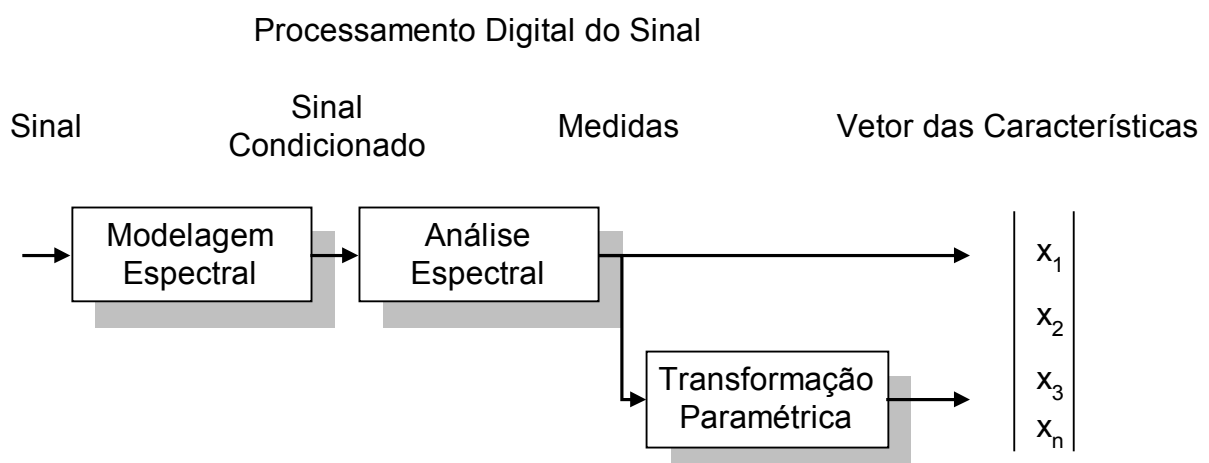 Processamento Digital do Sinal
Sinal
Sinal
Condicionado
Medidas
Vetor das Características
Modelagem
Espectral
Análise
Espectral
Transformação
Paramétrica
x1
x2
x3
xn